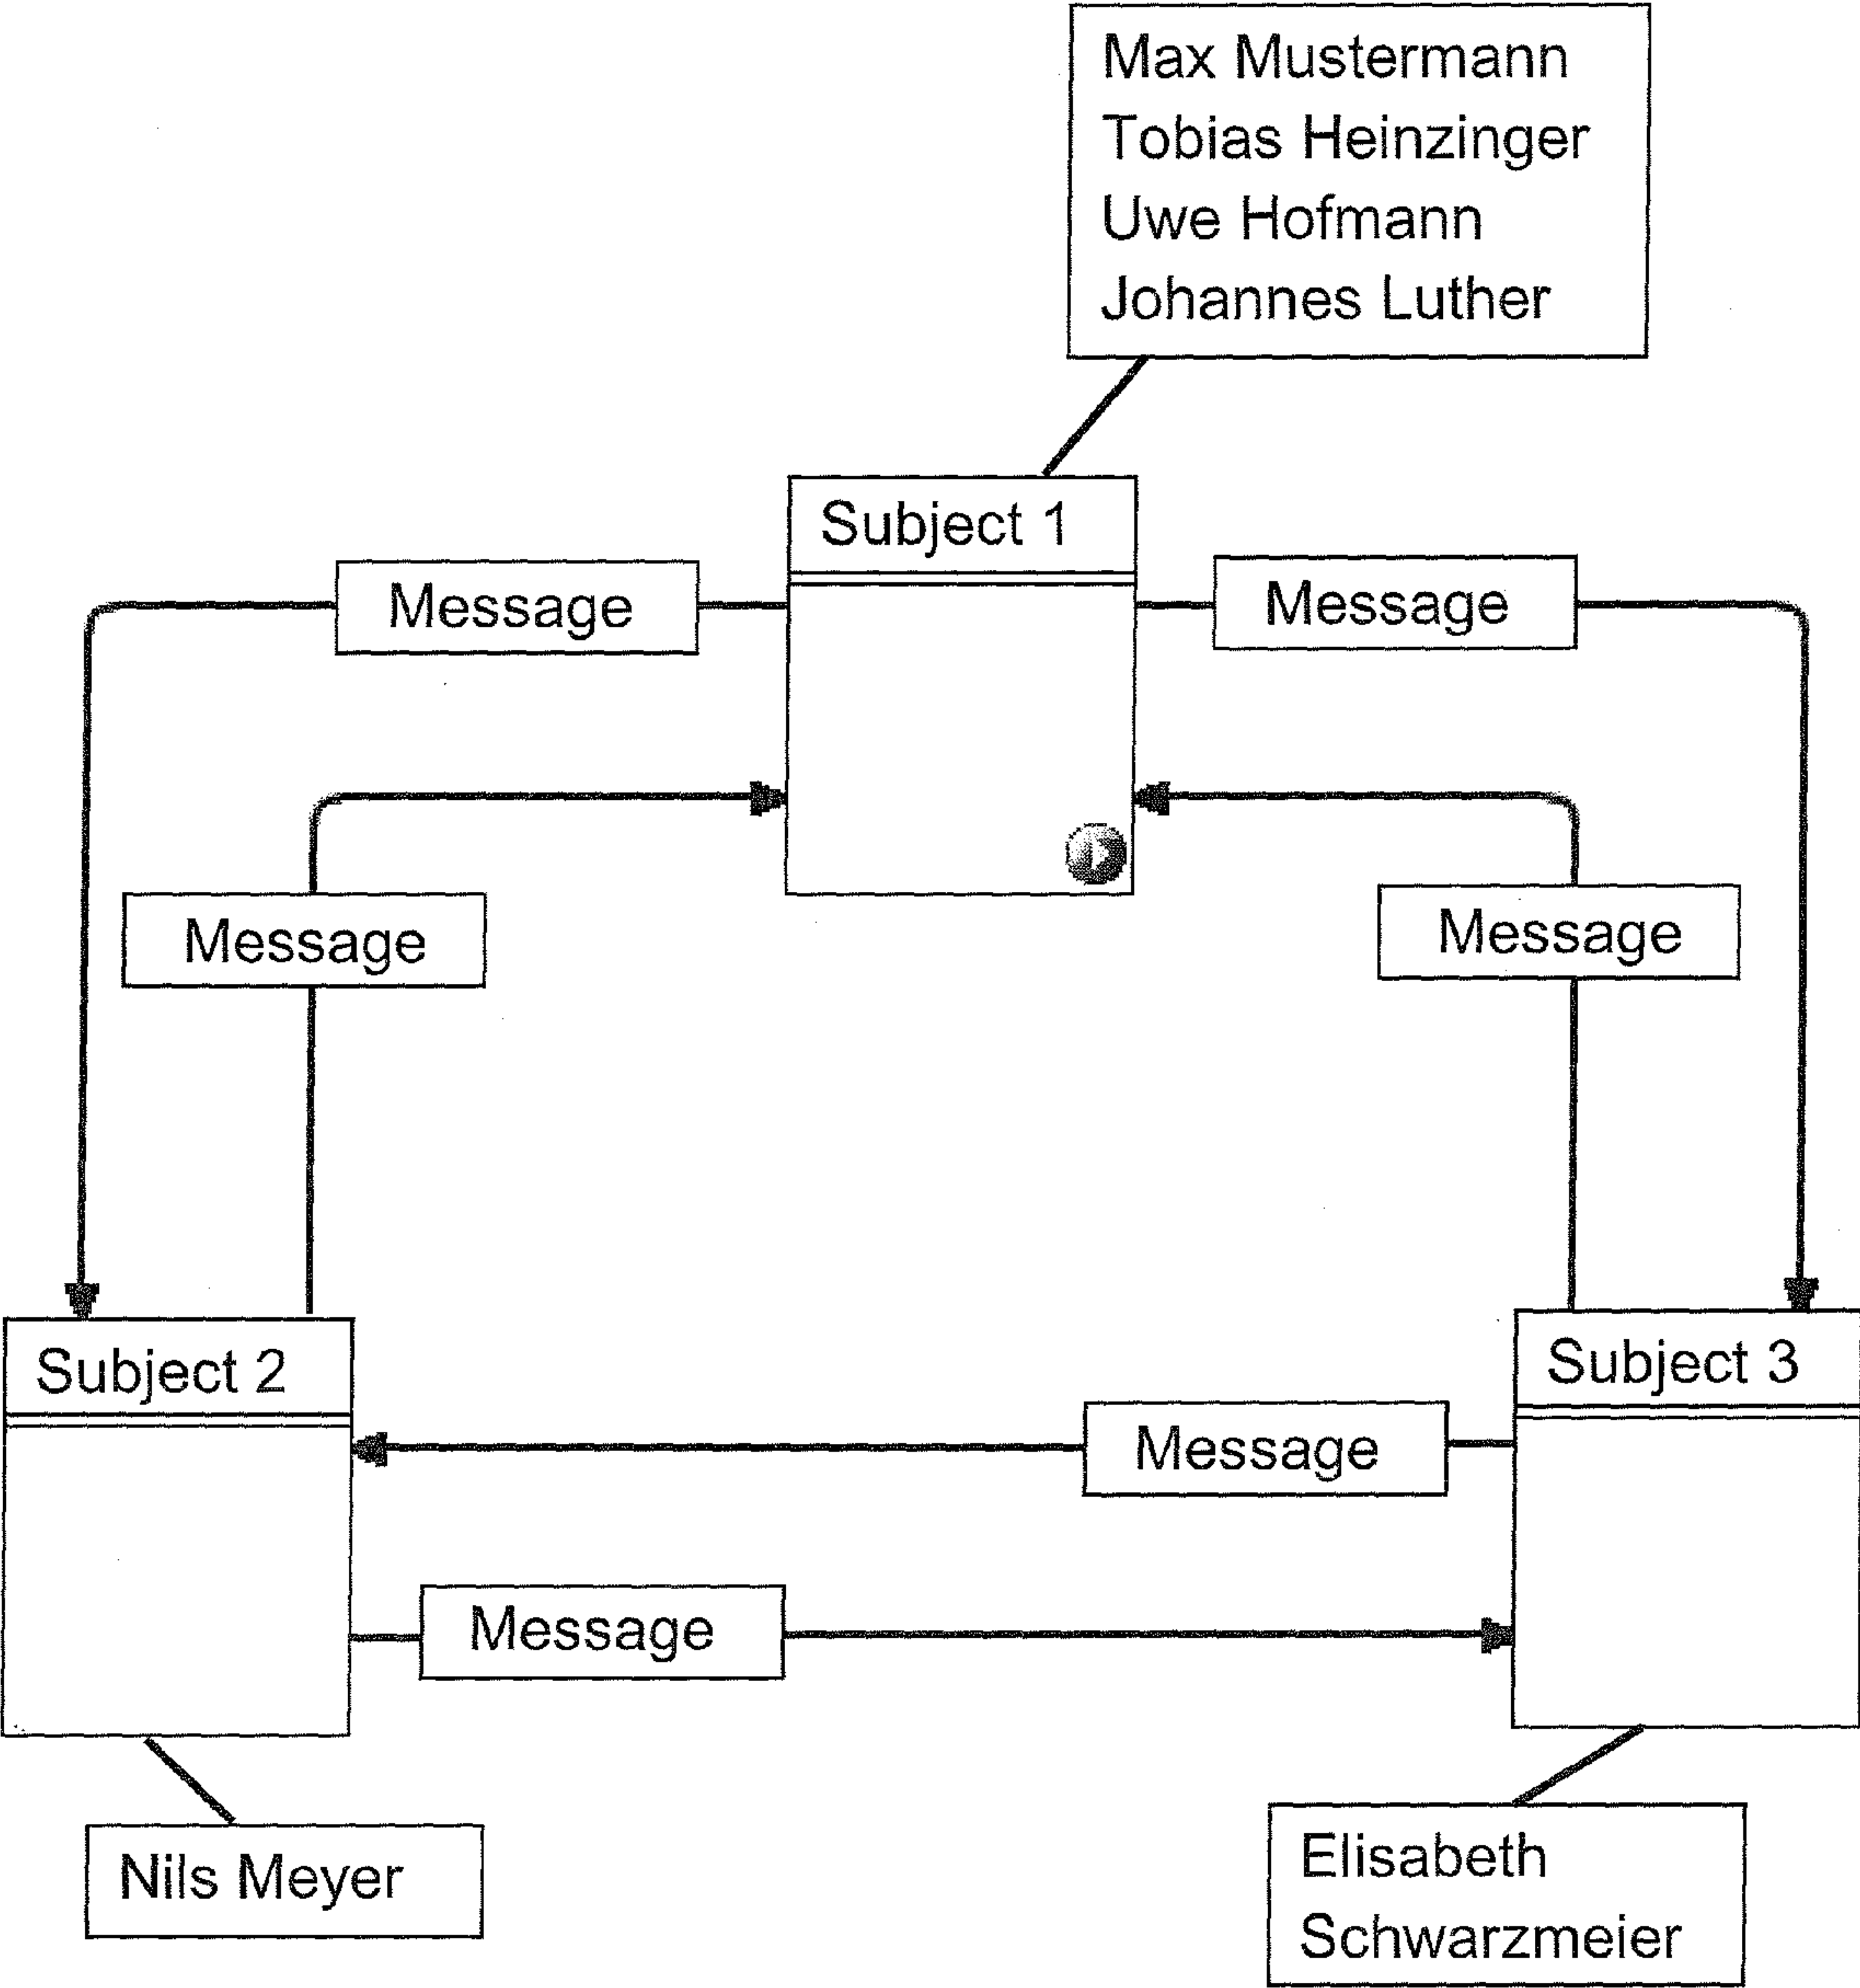 Max Mustermann
Tobias Heinzinger
Uwe Hofmann
Johannes Luther
Subject 1
Message
Message
Message
Message
Subject 2
Subject 3
Message
Message
Nils Meyer
Elisabeth
Schwarzmeier